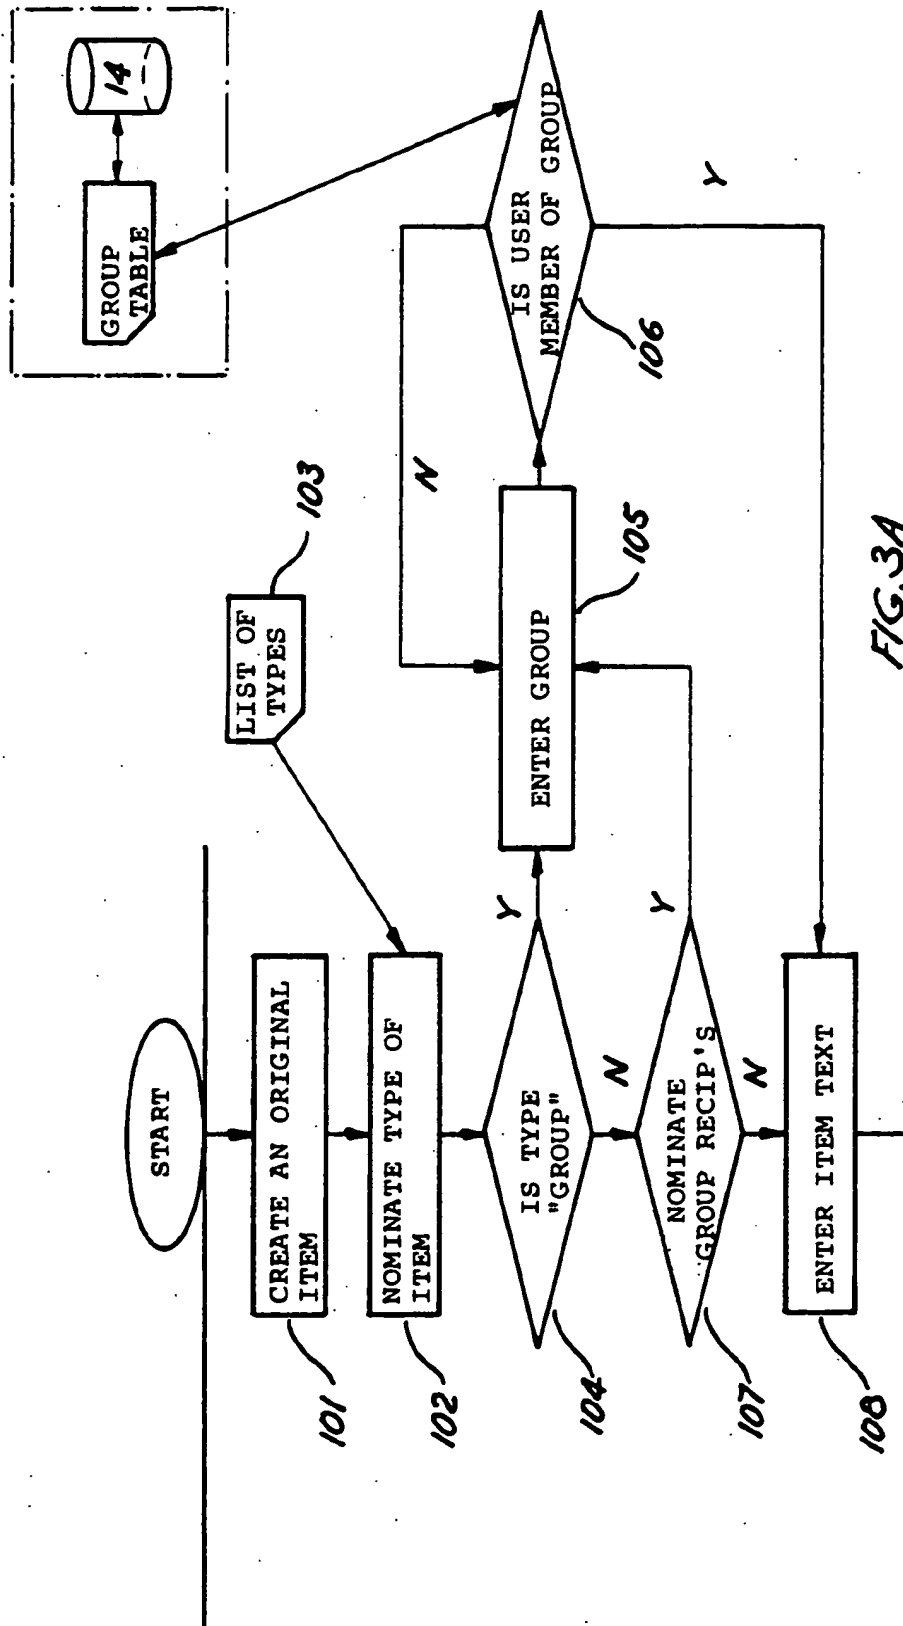 START
CREATE AN ORIGINAL
ITEM
101
NOMINATE TYPE OF
ITEM
102
LIST OF
TYPES
103
IS TYPE
"GROUP"
104
Y
N
ENTER GROUP
105
N
IS USER
MEMBER OF GROUP
106
Y
GROUP
TABLE
14
NOMINATE
GROUP RECIP'S
107
Y
N
ENTER ITEM TEXT
108
FIG. 3A